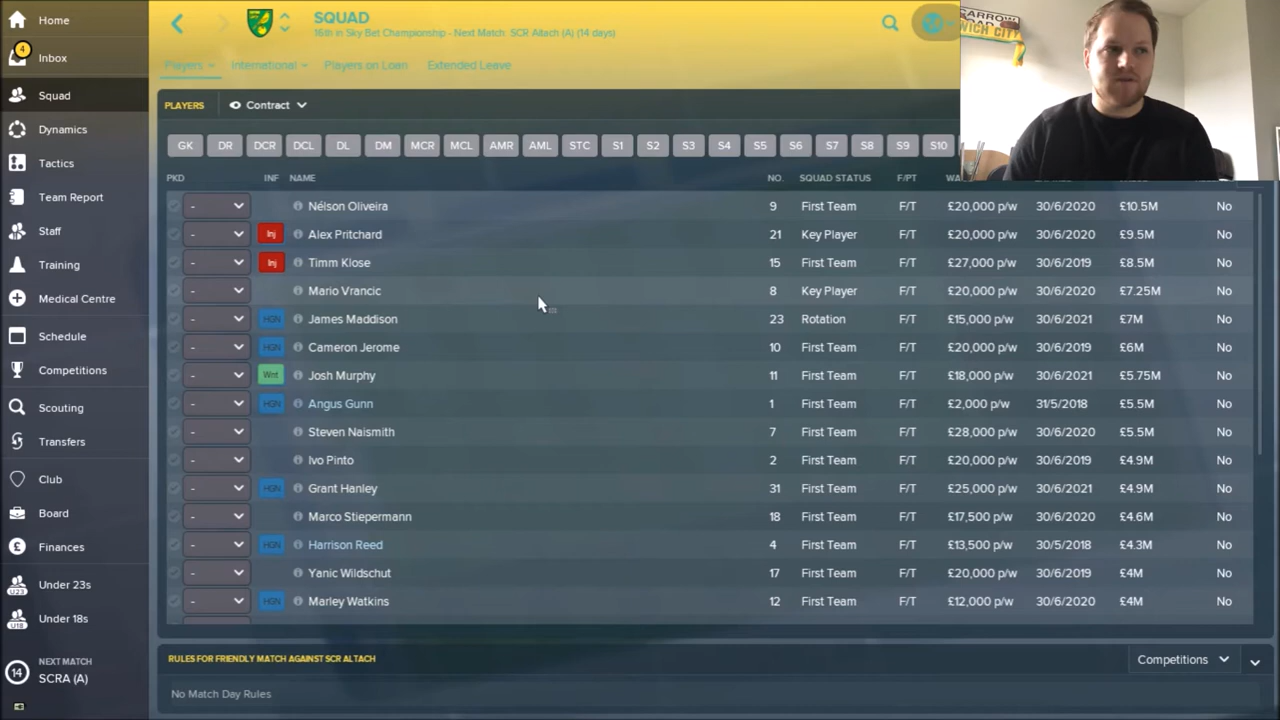 Home
4
Inbox
Squad
Dynamics
Tactics
Team Report
Staff
Training
Medical Centre
Schedule
Competitions
Scouting
Transfers
Club
Board
Finances
U23 Under 23s
U18 Under 18s
14 NEXT MATCH
SCRA (A)
SQUAD
16th in Sky Bet Championship - Next Match: SCR Altach (A) (14 days)
Players International Players on Loan Extended Leave
PLAYERS Contract
GK DR DCR DCL DL DM MCR MCL AMR AML STC S1 S2 S3 S4 S5 S6 S7 S8 S9 S10
PKD INF NAME NO. SQUAD STATUS F/PT
- Nélson Oliveira 9 First Team F/T £20,000 p/w 30/6/2020 £10.5M No
- Inj Alex Pritchard 21 Key Player F/T £20,000 p/w 30/6/2020 £9.5M No
- Inj Timm Klose 15 First Team F/T £27,000 p/w 30/6/2019 £8.5M No
- Mario Vrancic 8 Key Player F/T £20,000 p/w 30/6/2020 £7.25M No
- HGN James Maddison 23 Rotation F/T £15,000 p/w 30/6/2021 £7M No
- HGN Cameron Jerome 10 First Team F/T £20,000 p/w 30/6/2019 £6M No
- Wnt Josh Murphy 11 First Team F/T £18,000 p/w 30/6/2021 £5.75M No
- HGN Angus Gunn 1 First Team F/T £2,000 p/w 31/5/2018 £5.5M No
- Steven Naismith 7 First Team F/T £28,000 p/w 30/6/2020 £5.5M No
- Ivo Pinto 2 First Team F/T £20,000 p/w 30/6/2019 £4.9M No
- HGN Grant Hanley 31 First Team F/T £25,000 p/w 30/6/2021 £4.9M No
- Marco Stiepermann 18 First Team F/T £17,500 p/w 30/6/2020 £4.6M No
- HGN Harrison Reed 4 First Team F/T £13,500 p/w 30/5/2018 £4.3M No
- Yanic Wildschut 17 First Team F/T £20,000 p/w 30/6/2019 £4M No
- HGN Marley Watkins 12 First Team F/T £12,000 p/w 30/6/2020 £4M No
RULES FOR FRIENDLY MATCH AGAINST SCR ALTACH Competitions
No Match Day Rules